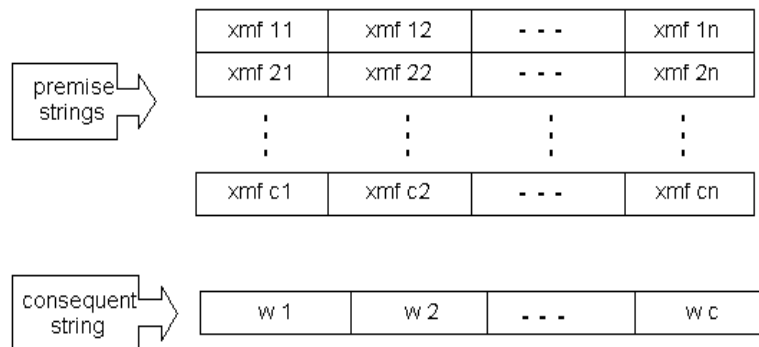 xmf 11 xmf 12 - - - xmf 1n
premise strings
xmf 21 xmf 22 - - - xmf 2n
xmf c1 xmf c2 - - - xmf cn
consequent string
w 1 w 2 - - - w c